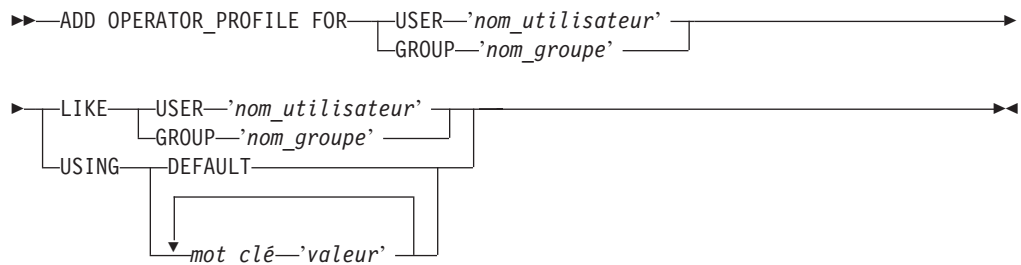 ADD OPERATOR_PROFILE FOR USER 'nom_utilisateur'
GROUP 'nom_groupe'
LIKE USER 'nom_utilisateur'
GROUP 'nom_groupe'
USING DEFAULT
mot clé 'valeur'